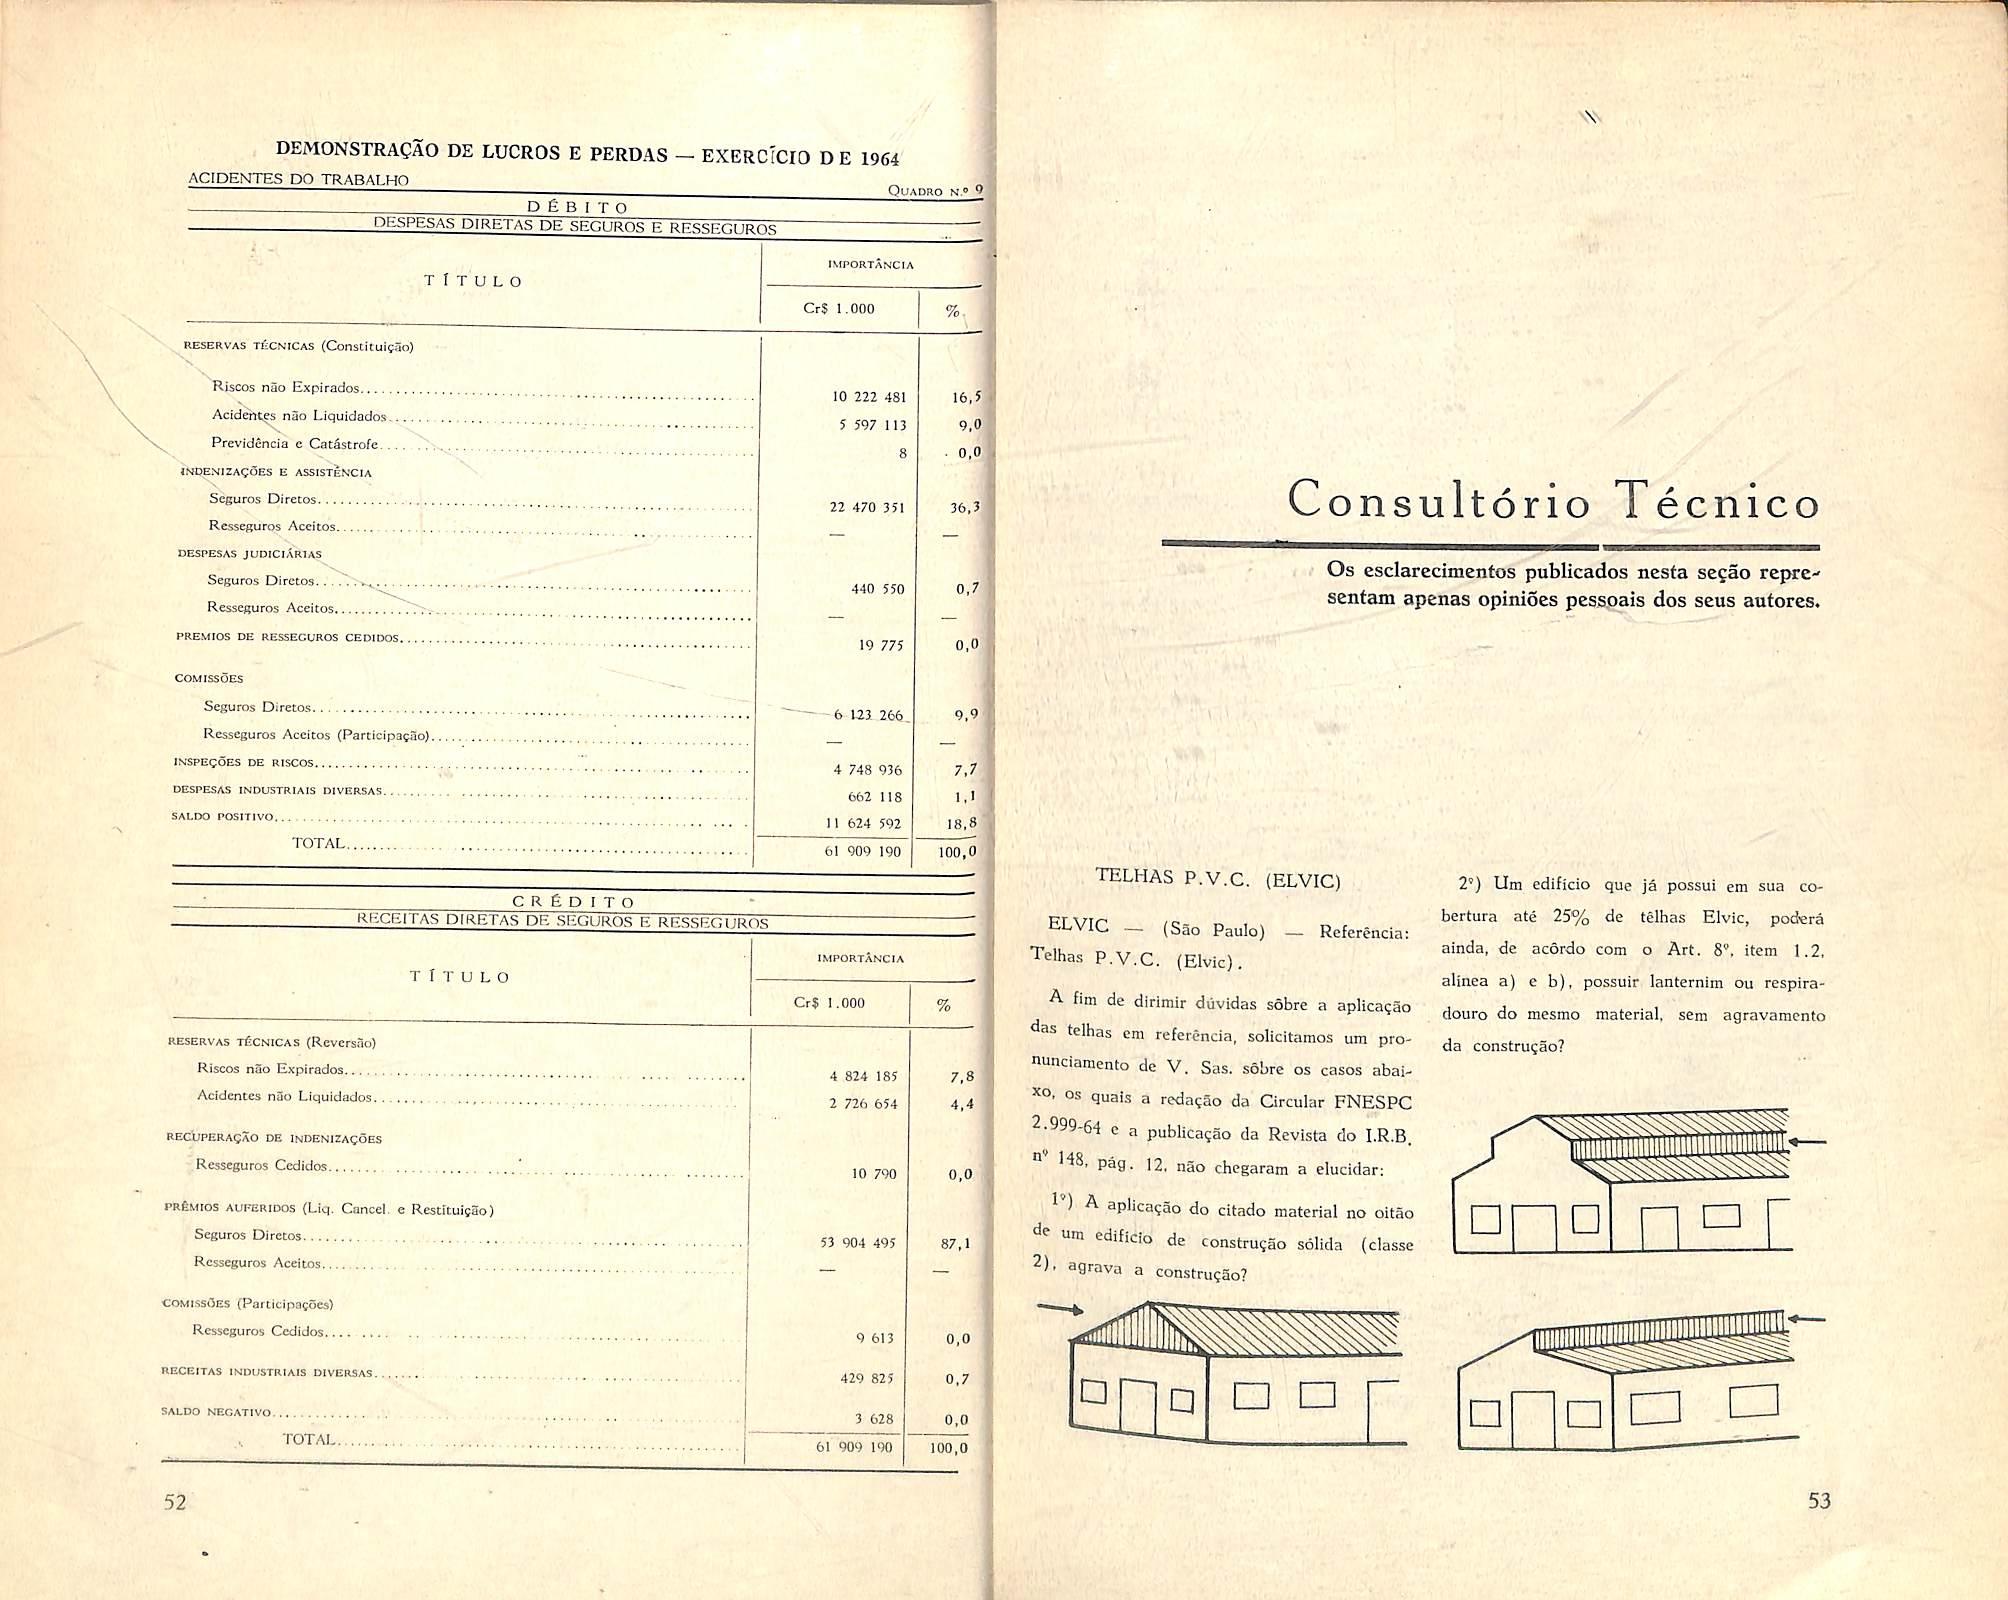 DEMONSTRAÇÃO DE LUCROS E PERDAS — EXERCÍCIO DE 1964
ACIDENTES DO TRABALHO QUADRO N.º 9
DÉBITO
DESPESAS DIRETAS DE SEGUROS E RESSEGUROS
TÍTULO IMPORTÂNCIA
Cr$ 1.000 %
RESERVAS TÉCNICAS (Constituição)
Riscos não Expirados 10 222 481 16,5
Acidentes não Liquidados 5 597 113 9,0
Previdência e Catástrofe 8 0,0
INDENIZAÇÕES E ASSISTÊNCIA
Seguros Diretos 22 470 351 36,3
Resseguros Aceitos — —
DESPESAS JUDICIÁRIAS
Seguros Diretos 440 550 0,7
Resseguros Aceitos — —
PREMIOS DE RESSEGUROS CEDIDOS 19 775 0,0
COMISSÕES
Seguros Diretos 6 123 266 9,9
Resseguros Aceitos (Participação) — —
INSPEÇÕES DE RISCOS 4 748 936 7,7
DESPESAS INDUSTRIAIS DIVERSAS 662 118 1,1
SALDO POSITIVO 11 624 592 18,8
TOTAL 61 909 190 100,0
CRÉDITO
RECEITAS DIRETAS DE SEGUROS E RESSEGUROS
TÍTULO IMPORTÂNCIA
Cr$ 1.000 %
RESERVAS TÉCNICAS (Reversão)
Riscos não Expirados 4 824 185 7,8
Acidentes não Liquidados 2 726 654 4,4
RECUPERAÇÃO DE INDENIZAÇÕES
Resseguros Cedidos 10 790 0,0
PRÊMIOS AUFERIDOS (Liq. Cancel. e Restituição)
Seguros Diretos 53 904 495 87,1
Resseguros Aceitos — —
COMISSÕES (Participações)
Resseguros Cedidos 9 613 0,0
RECEITAS INDUSTRIAIS DIVERSAS 429 825 0,7
SALDO NEGATIVO 3 628 0,0
TOTAL 61 909 190 100,0
52
Consultório Técnico
Os esclarecimentos publicados nesta seção repre-
sentam apenas opiniões pessoais dos seus autores.
TELHAS P.V.C. (ELVIC)
ELVIC — (São Paulo) — Referência:
Telhas P.V.C. (Elvic).
A fim de dirimir dúvidas sôbre a aplicação
das telhas em referência, solicitamos um pro-
nunciamento de V. Sas. sôbre os casos abai-
xo, os quais a redação da Circular FNESPC
2.999-64 e a publicação da Revista do I.R.B.
nº 148, pág. 12, não chegaram a elucidar:
1º) A aplicação do citado material no oitão
de um edifício de construção sólida (classe
2), agrava a construção?
2º) Um edifício que já possui em sua co-
bertura até 25% de têlhas Elvic, poderá
ainda, de acôrdo com o Art. 8º, item 1.2,
alínea a) e b), possuir lanternim ou respira-
douro do mesmo material, sem agravamento
da construção?
53